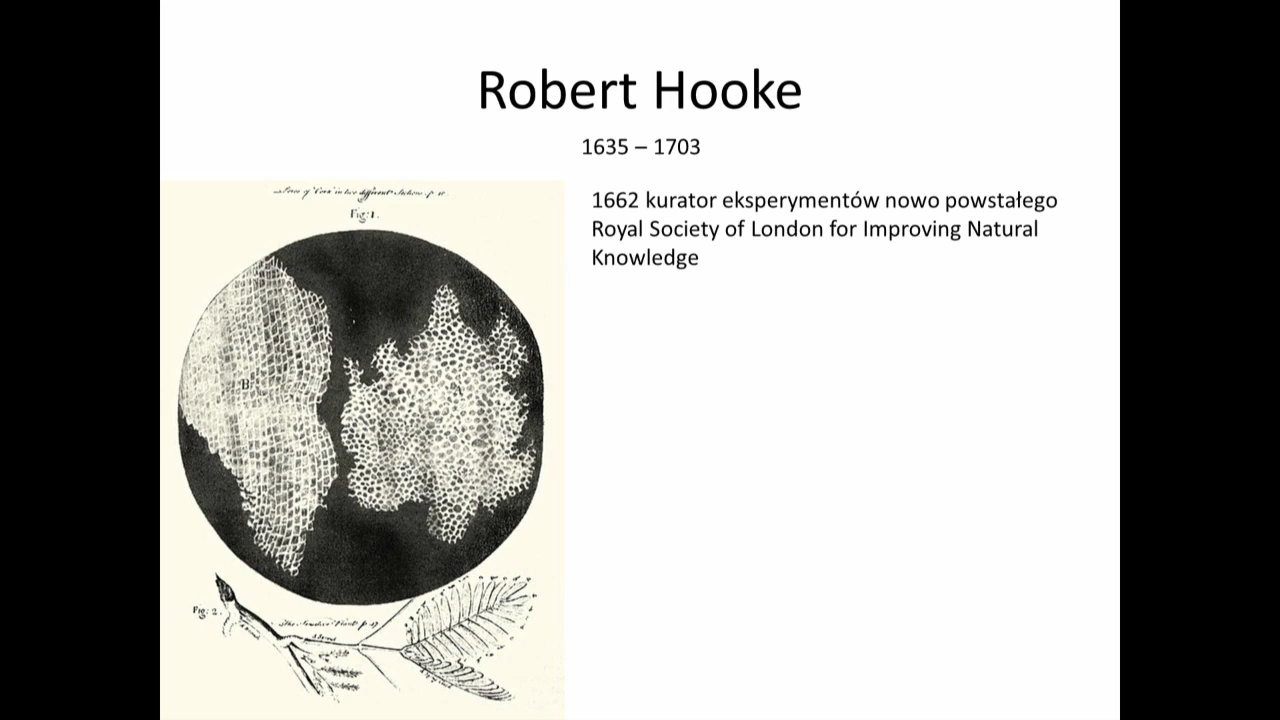 Robert Hooke
1635 – 1703
1662 kurator eksperymentów nowo powstałego
Royal Society of London for Improving Natural
Knowledge
Fig: 1.
B
A
Fig: 2.